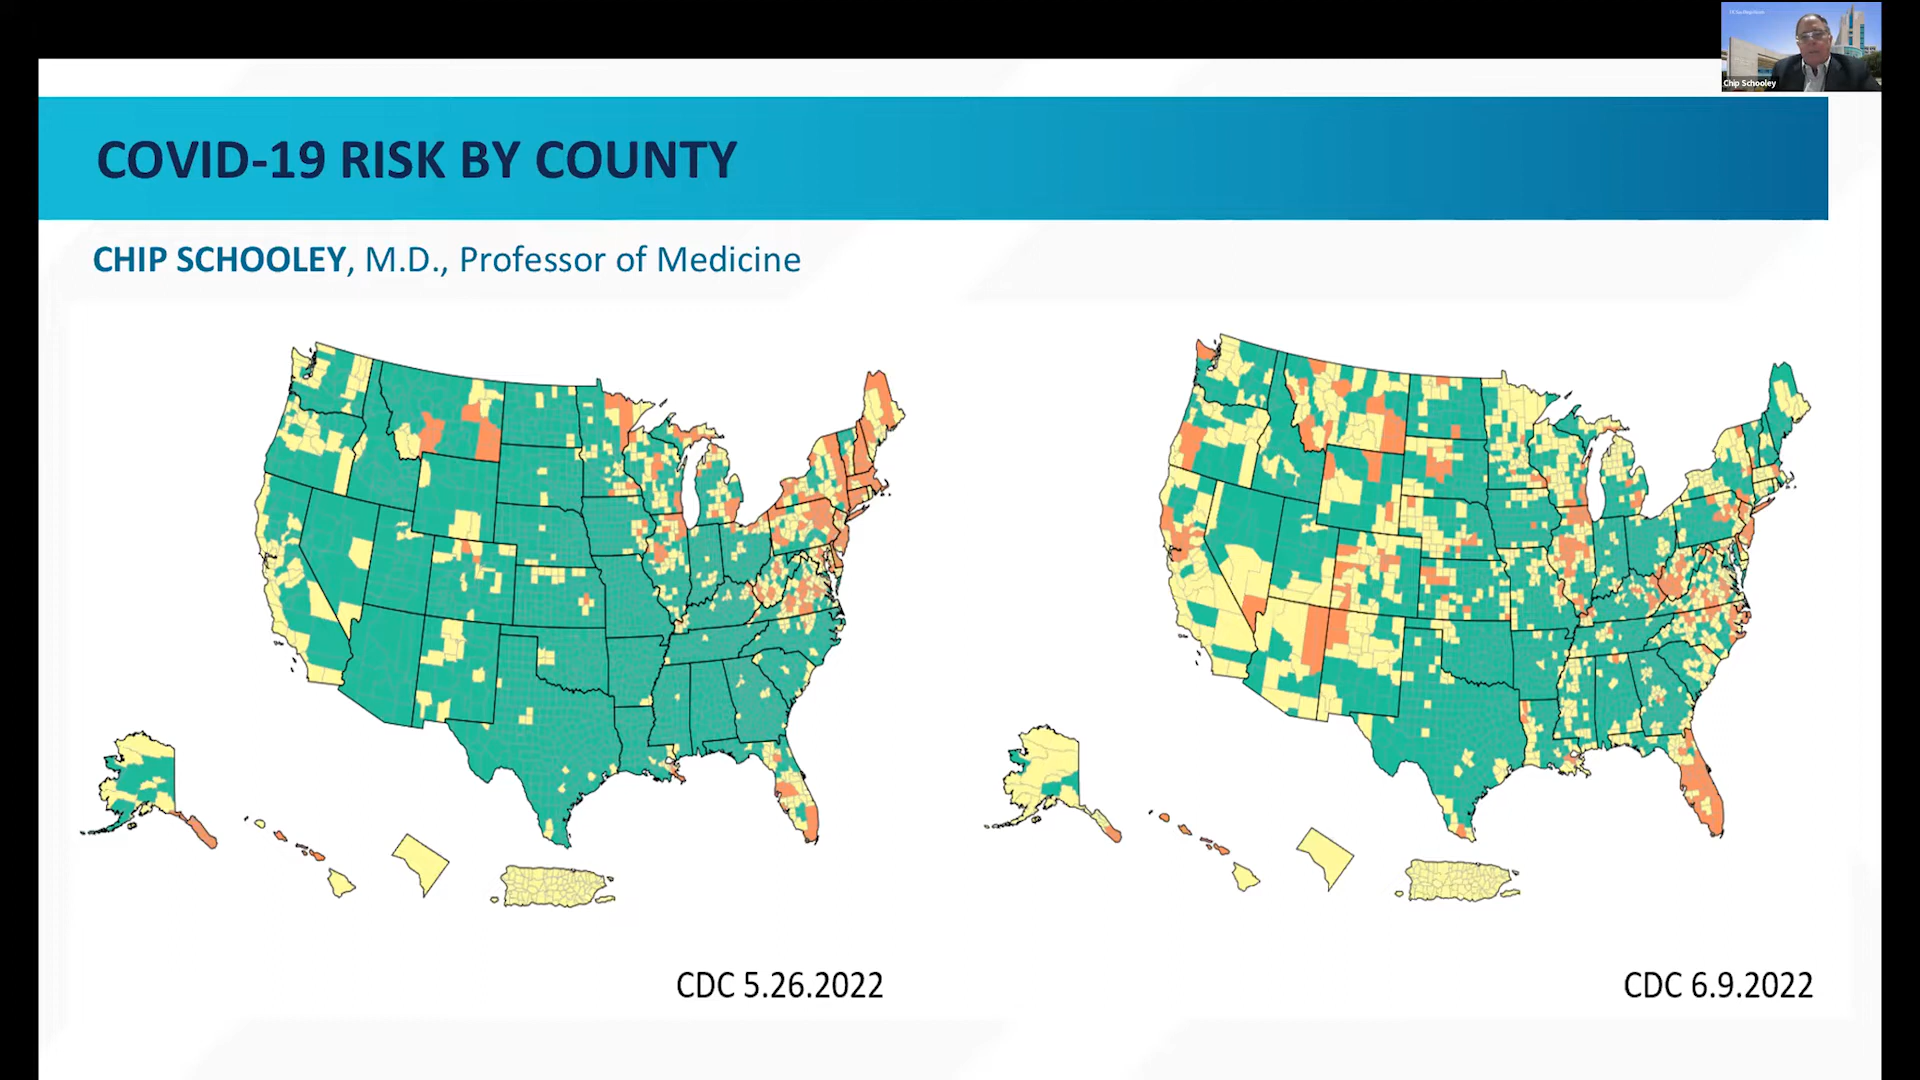 COVID-19 RISK BY COUNTY
CHIP SCHOOLEY, M.D., Professor of Medicine
CDC 5.26.2022
CDC 6.9.2022
Chip Schooley